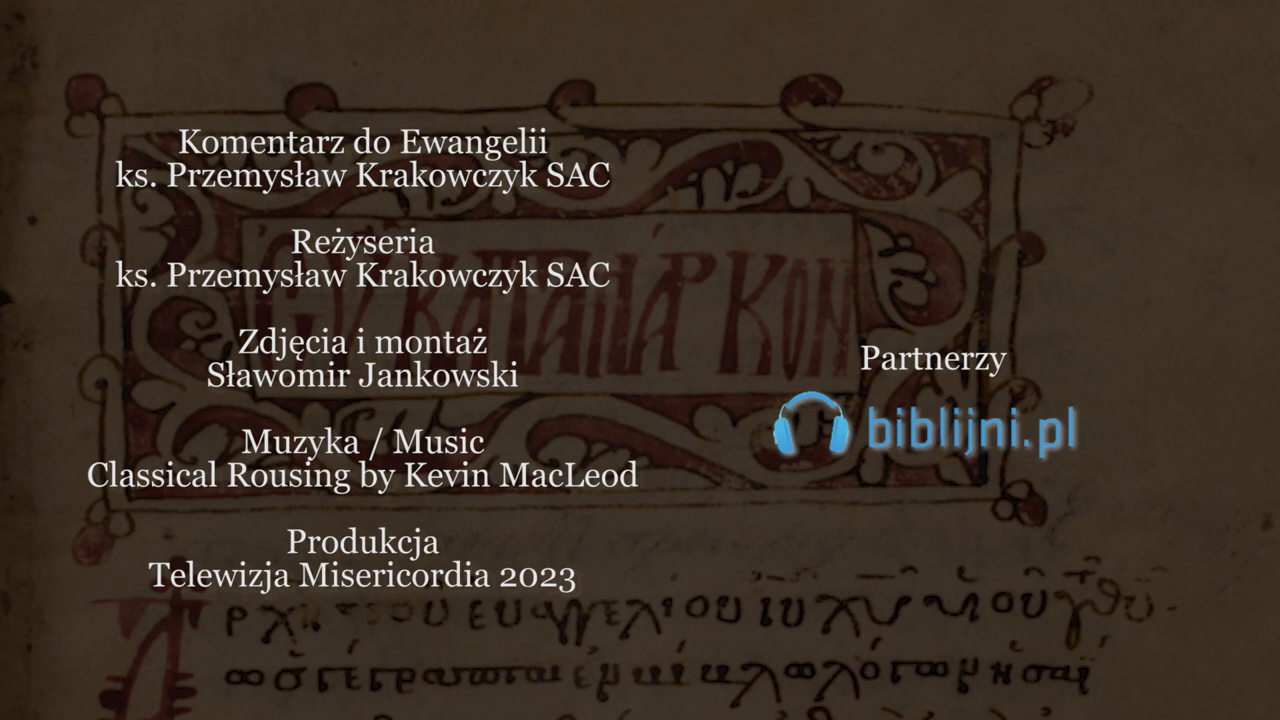 Komentarz do Ewangelii
ks. Przemysław Krakowczyk SAC
Reżyseria
ks. Przemysław Krakowczyk SAC
Zdjęcia i montaż
Sławomir Jankowski
Muzyka / Music
Classical Rousing by Kevin MacLeod
Produkcja
Telewizja Misericordia 2023
Partnerzy
biblijni.pl